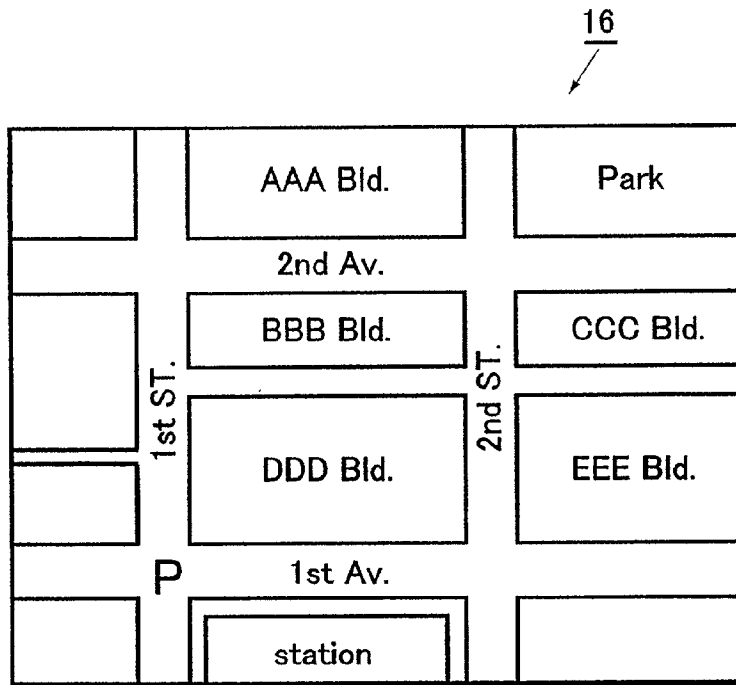 16
AAA Bld.
Park
2nd Av.
BBB Bld.
CCC Bld.
1st ST.
2nd ST.
DDD Bld.
EEE Bld.
P
1st Av.
station